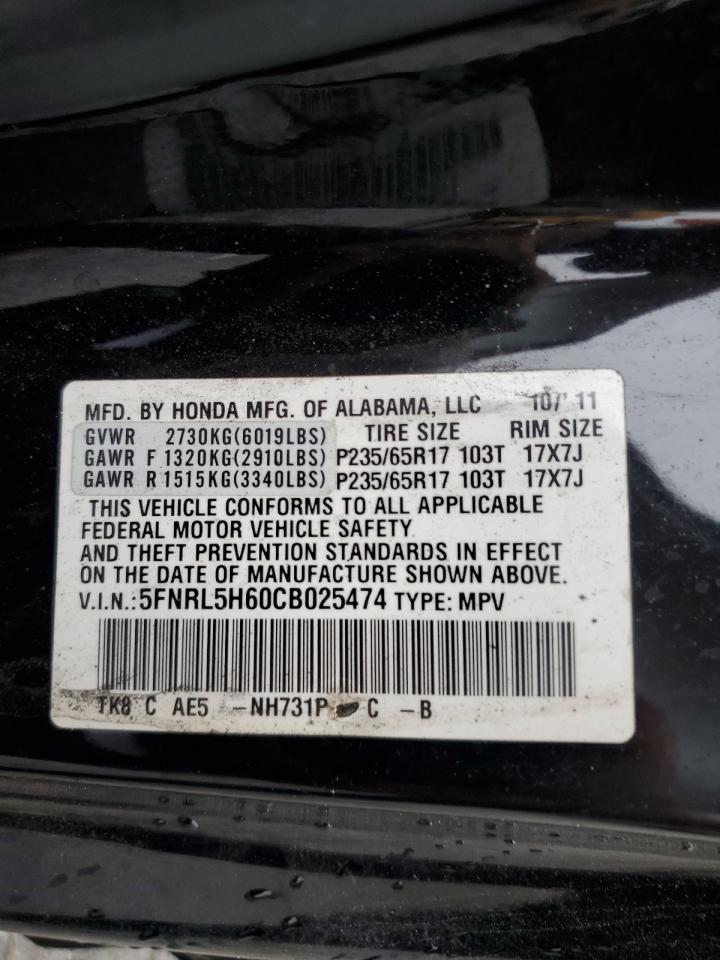 MFD. BY HONDA MFG. OF ALABAMA, LLC 10/'11
GVWR 2730KG(6019LBS) TIRE SIZE RIM SIZE
GAWR F 1320KG(2910LBS) P235/65R17 103T 17X7J
GAWR R 1515KG(3340LBS) P235/65R17 103T 17X7J
THIS VEHICLE CONFORMS TO ALL APPLICABLE
FEDERAL MOTOR VEHICLE SAFETY
AND THEFT PREVENTION STANDARDS IN EFFECT
ON THE DATE OF MANUFACTURE SHOWN ABOVE.
V.I.N.:5FNRL5H60CB025474 TYPE: MPV
TK8 C AE5 -NH731P C -B